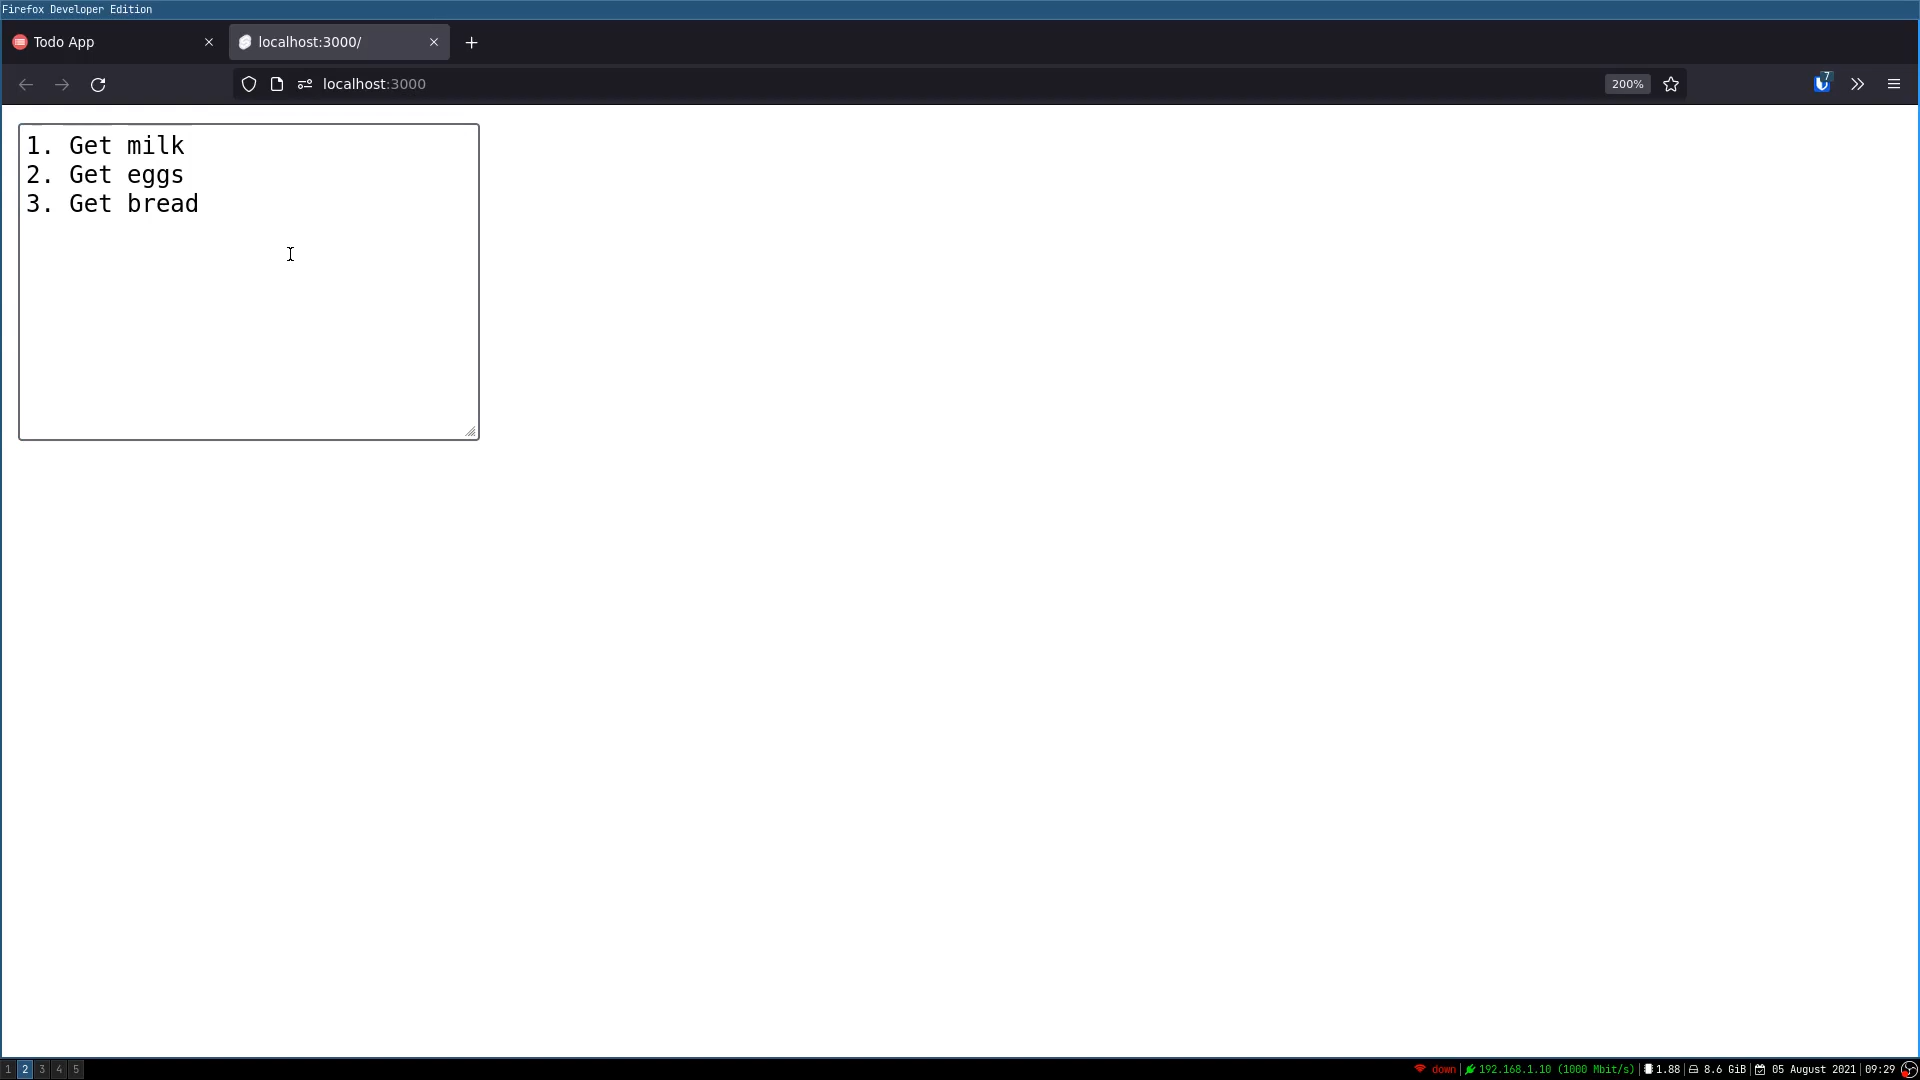 Firefox Developer Edition
Todo App
localhost:3000/
localhost:3000
200%
7
1. Get milk
2. Get eggs
3. Get bread
1 2 3 4 5
down 192.168.1.10 (1000 Mbit/s) 1.88 8.6 GiB 05 August 2021 09:29